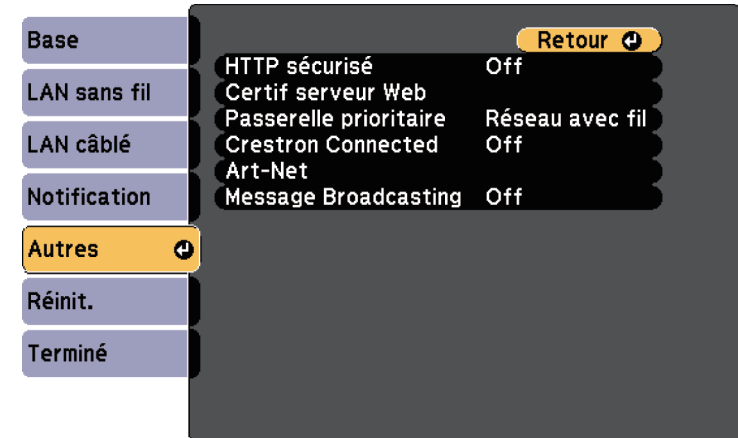 Base
LAN sans fil
LAN câblé
Notification
Autres
Réinit.
Terminé
Retour
HTTP sécurisé Off
Certif serveur Web
Passerelle prioritaire Réseau avec fil
Crestron Connected Off
Art-Net
Message Broadcasting Off